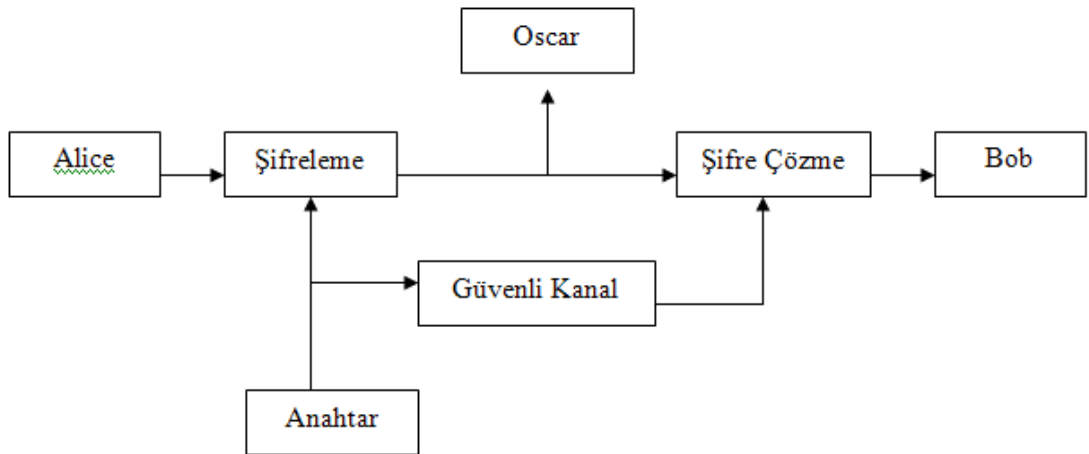 Oscar
Alice
Şifreleme
Şifre Çözme
Bob
Güvenli Kanal
Anahtar